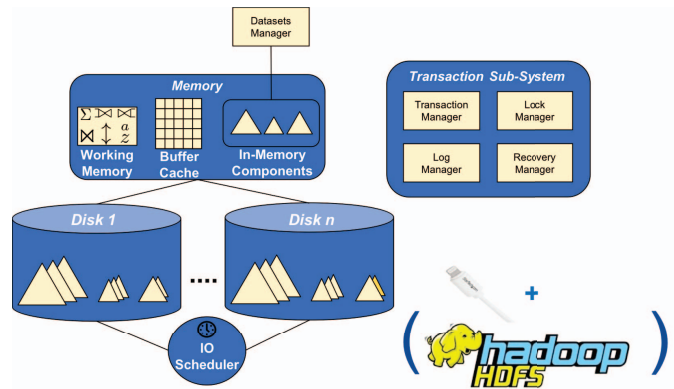 Datasets
Manager
Memory
Σ
a
z
Working
Memory
Buffer
Cache
In-Memory
Components
Transaction Sub-System
Transaction
Manager
Lock
Manager
Log
Manager
Recovery
Manager
Disk 1
....
Disk n
IO
Scheduler
+
(
hadoop
HDFS
)